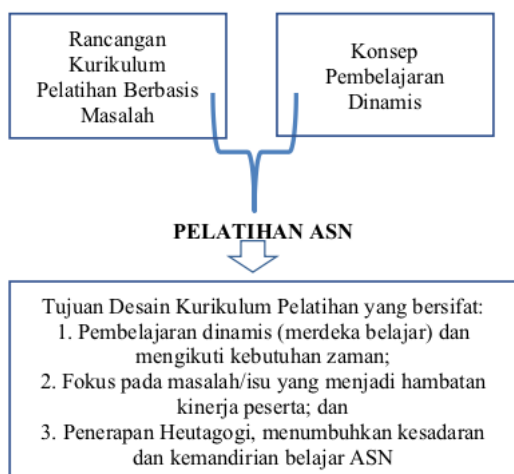 Rancangan
Kurikulum
Pelatihan Berbasis
Masalah
Konsep
Pembelajaran
Dinamis
PELATIHAN ASN
Tujuan Desain Kurikulum Pelatihan yang bersifat:
1. Pembelajaran dinamis (merdeka belajar) dan
mengikuti kebutuhan zaman;
2. Fokus pada masalah/isu yang menjadi hambatan
kinerja peserta; dan
3. Penerapan Heutagogi, menumbuhkan kesadaran
dan kemandirian belajar ASN